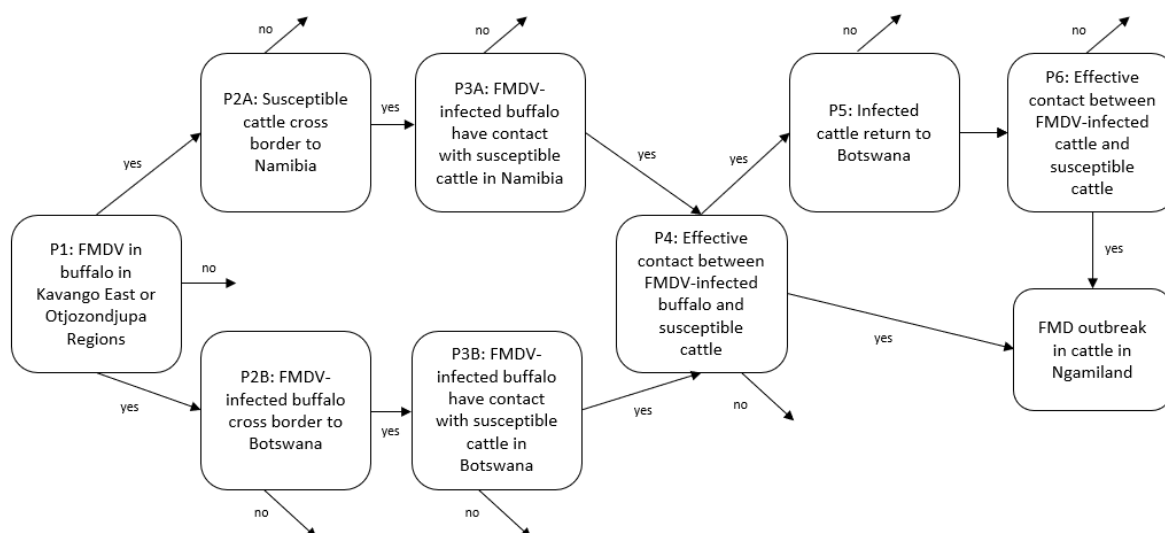 no
no
no
no
P2A: Susceptible
cattle cross
border to
Namibia
yes
P3A: FMDV-
infected buffalo
have contact
with susceptible
cattle in Namibia
P5: Infected
cattle return to
Botswana
P6: Effective
contact between
FMDV-infected
cattle and
susceptible
cattle
yes
yes
yes
P1: FMDV in
buffalo in
Kavango East or
Otjozondjupa
Regions
no
P4: Effective
contact between
FMDV-infected
buffalo and
susceptible
cattle
yes
yes
FMD outbreak
in cattle in
Ngamiland
yes
P2B: FMDV-
infected buffalo
cross border to
Botswana
yes
P3B: FMDV-
infected buffalo
have contact
with susceptible
cattle in
Botswana
yes
no
no
no